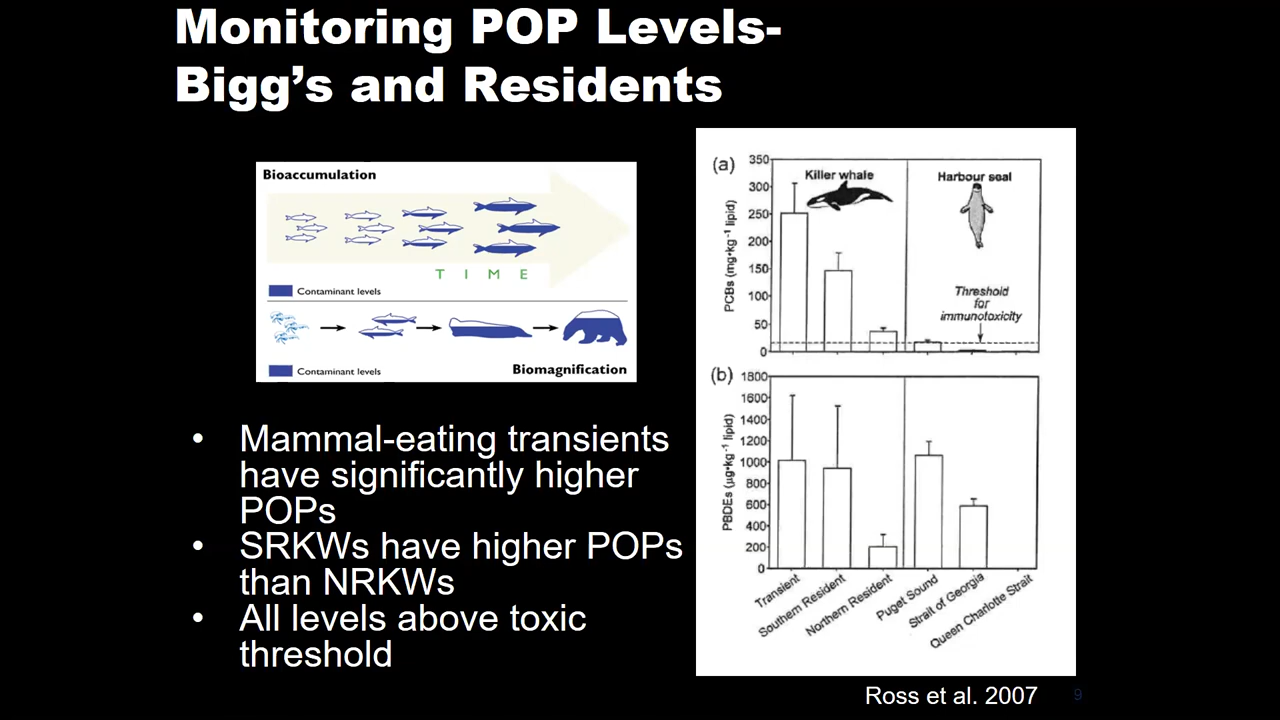 Monitoring POP Levels-
Bigg’s and Residents
Bioaccumulation
T I M E
Contaminant levels
Contaminant levels
Biomagnification
• Mammal-eating transients
have significantly higher
POPs
• SRKWs have higher POPs
than NRKWs
• All levels above toxic
threshold
(a)
PCBs (mg•kg⁻¹ lipid)
350
300
250
200
150
100
50
0
Killer whale
Harbour seal
Threshold
for
immunotoxicity
(b)
PBDEs (µg•kg⁻¹ lipid)
1800
1600
1400
1200
1000
800
600
400
200
0
Transient
Southern Resident
Northern Resident
Puget Sound
Strait of Georgia
Queen Charlotte Strait
Ross et al. 2007
9